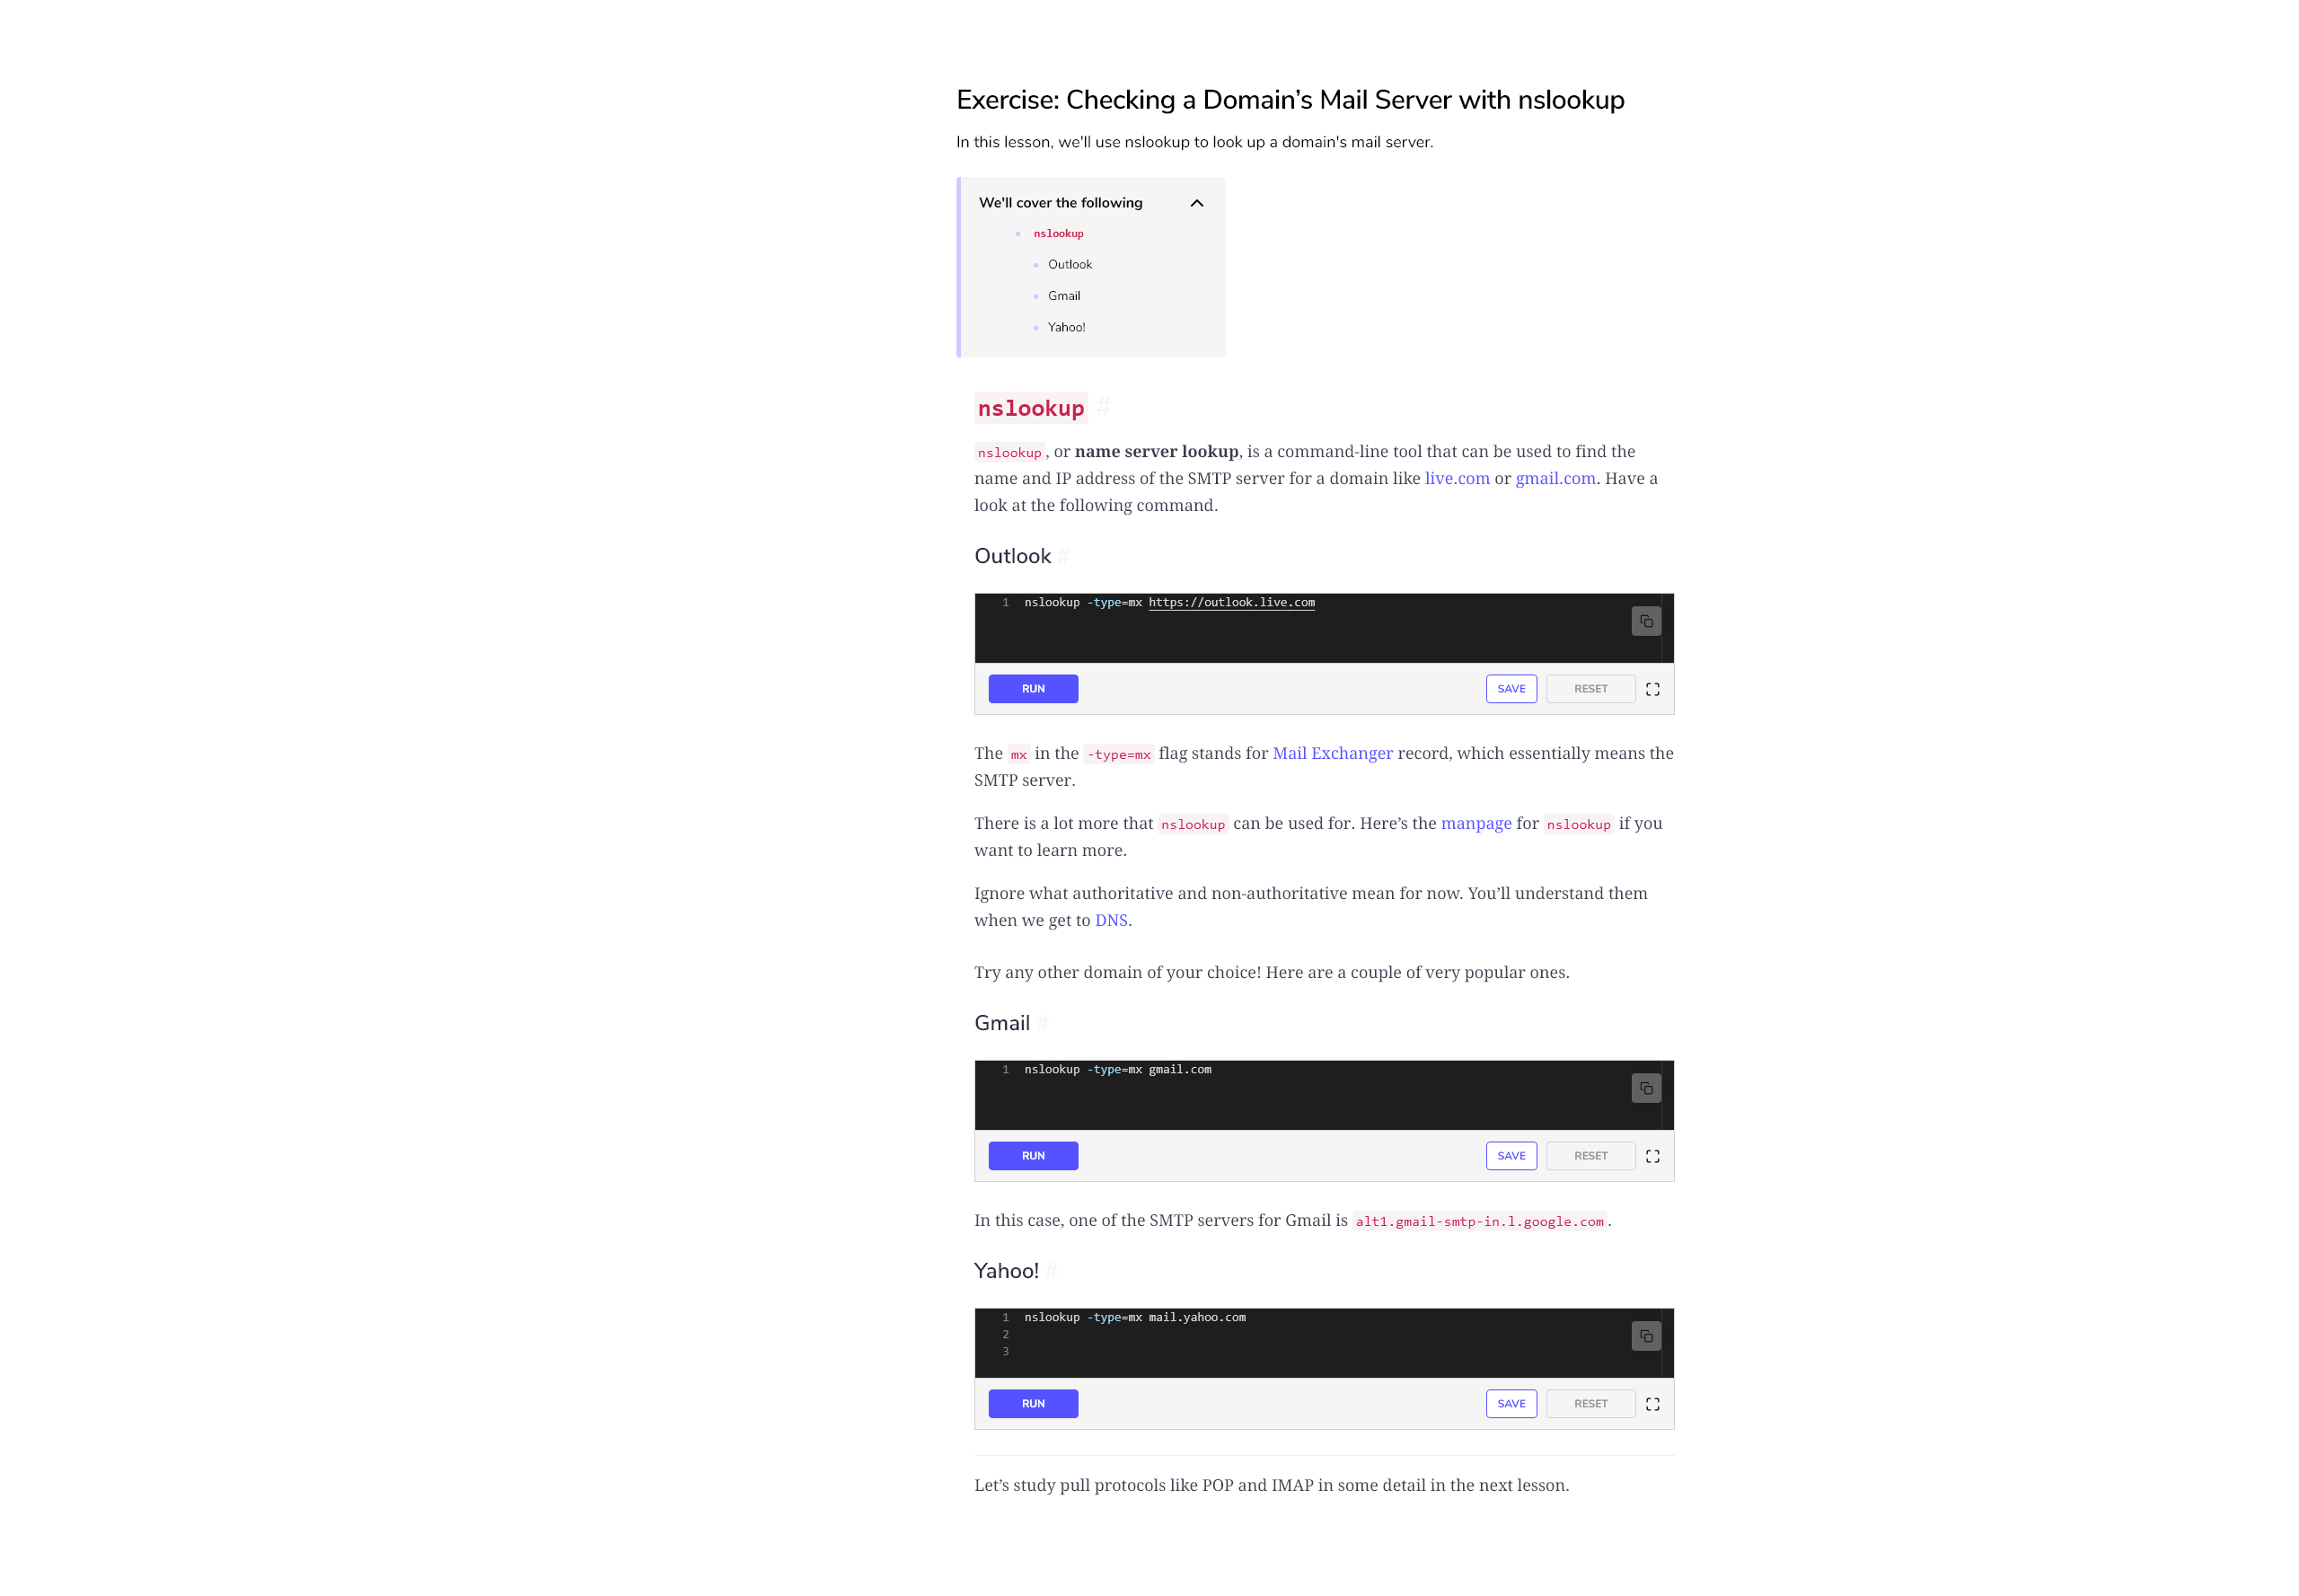 Exercise: Checking a Domain’s Mail Server with nslookup
In this lesson, we'll use nslookup to look up a domain's mail server.
We'll cover the following
nslookup
Outlook
Gmail
Yahoo!
nslookup #
nslookup, or name server lookup, is a command-line tool that can be used to find the
name and IP address of the SMTP server for a domain like live.com or gmail.com. Have a
look at the following command.
Outlook #
1 nslookup -type=mx https://outlook.live.com
RUN SAVE RESET
The mx in the -type=mx flag stands for Mail Exchanger record, which essentially means the
SMTP server.
There is a lot more that nslookup can be used for. Here’s the manpage for nslookup if you
want to learn more.
Ignore what authoritative and non-authoritative mean for now. You’ll understand them
when we get to DNS.
Try any other domain of your choice! Here are a couple of very popular ones.
Gmail #
1 nslookup -type=mx gmail.com
RUN SAVE RESET
In this case, one of the SMTP servers for Gmail is alt1.gmail-smtp-in.l.google.com.
Yahoo! #
1 nslookup -type=mx mail.yahoo.com
2
3
RUN SAVE RESET
Let’s study pull protocols like POP and IMAP in some detail in the next lesson.